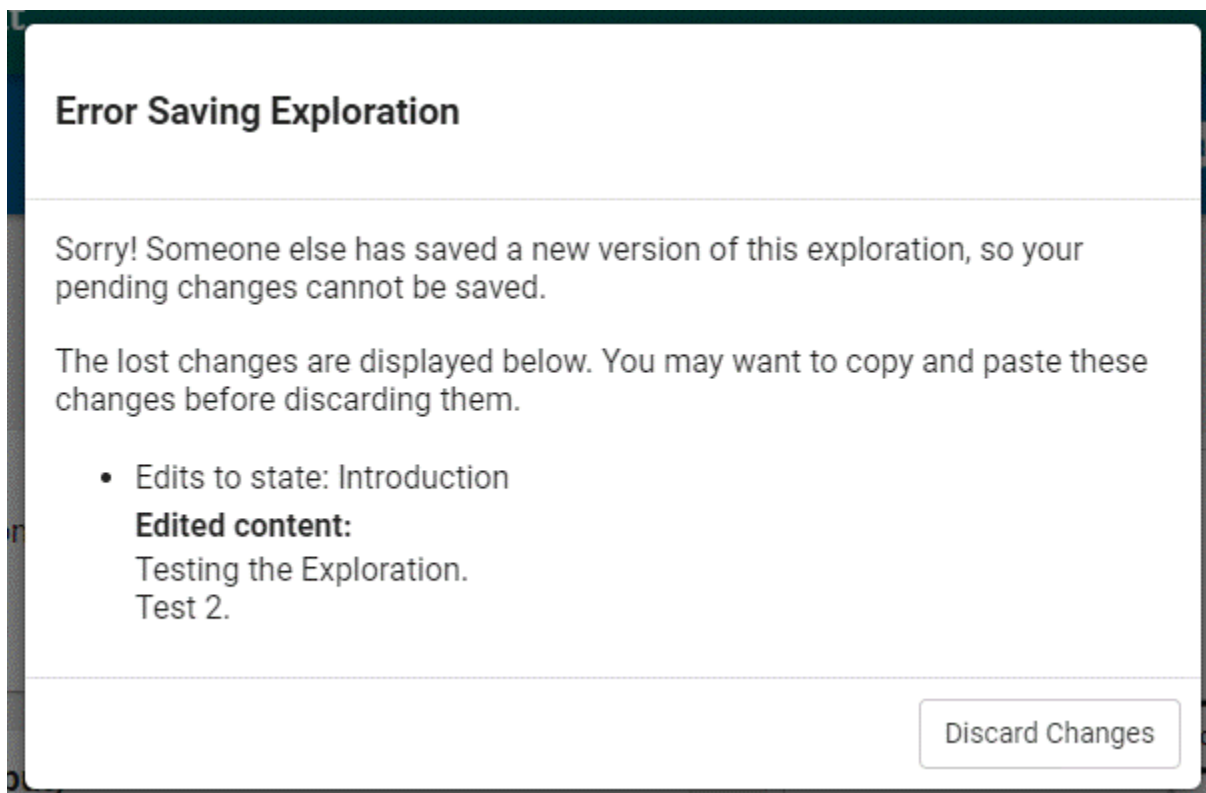 Error Saving Exploration
Sorry! Someone else has saved a new version of this exploration, so your
pending changes cannot be saved.
The lost changes are displayed below. You may want to copy and paste these
changes before discarding them.
• Edits to state: Introduction
Edited content:
Testing the Exploration.
Test 2.
Discard Changes